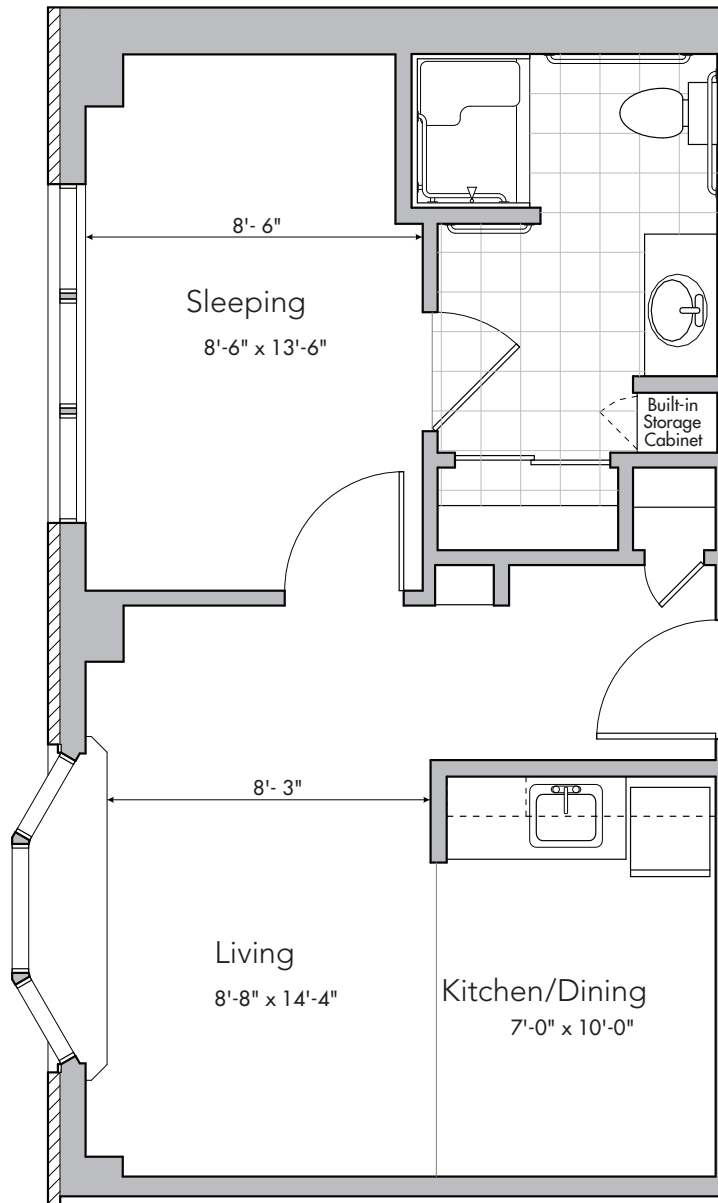 8'- 6"
Sleeping
8'-6" x 13'-6"
Built-in
Storage
Cabinet
8'- 3"
Living
8'-8" x 14'-4"
Kitchen/Dining
7'-0" x 10'-0"